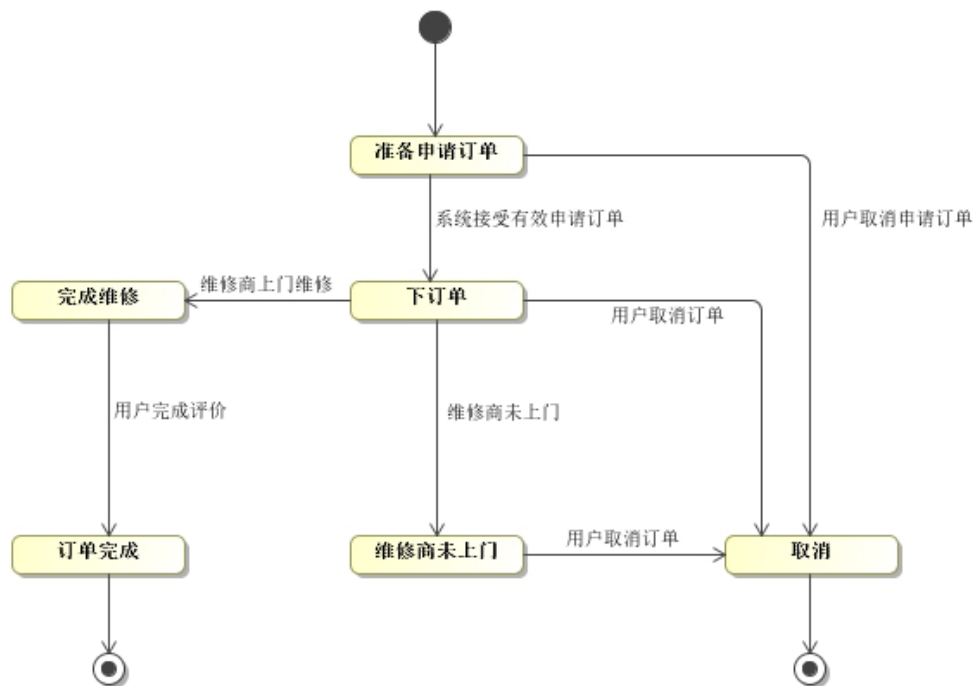 准备申请订单
系统接受有效申请订单
用户取消申请订单
维修商上门维修
完成维修
下订单
用户取消订单
用户完成评价
维修商未上门
用户取消订单
订单完成
维修商未上门
取消